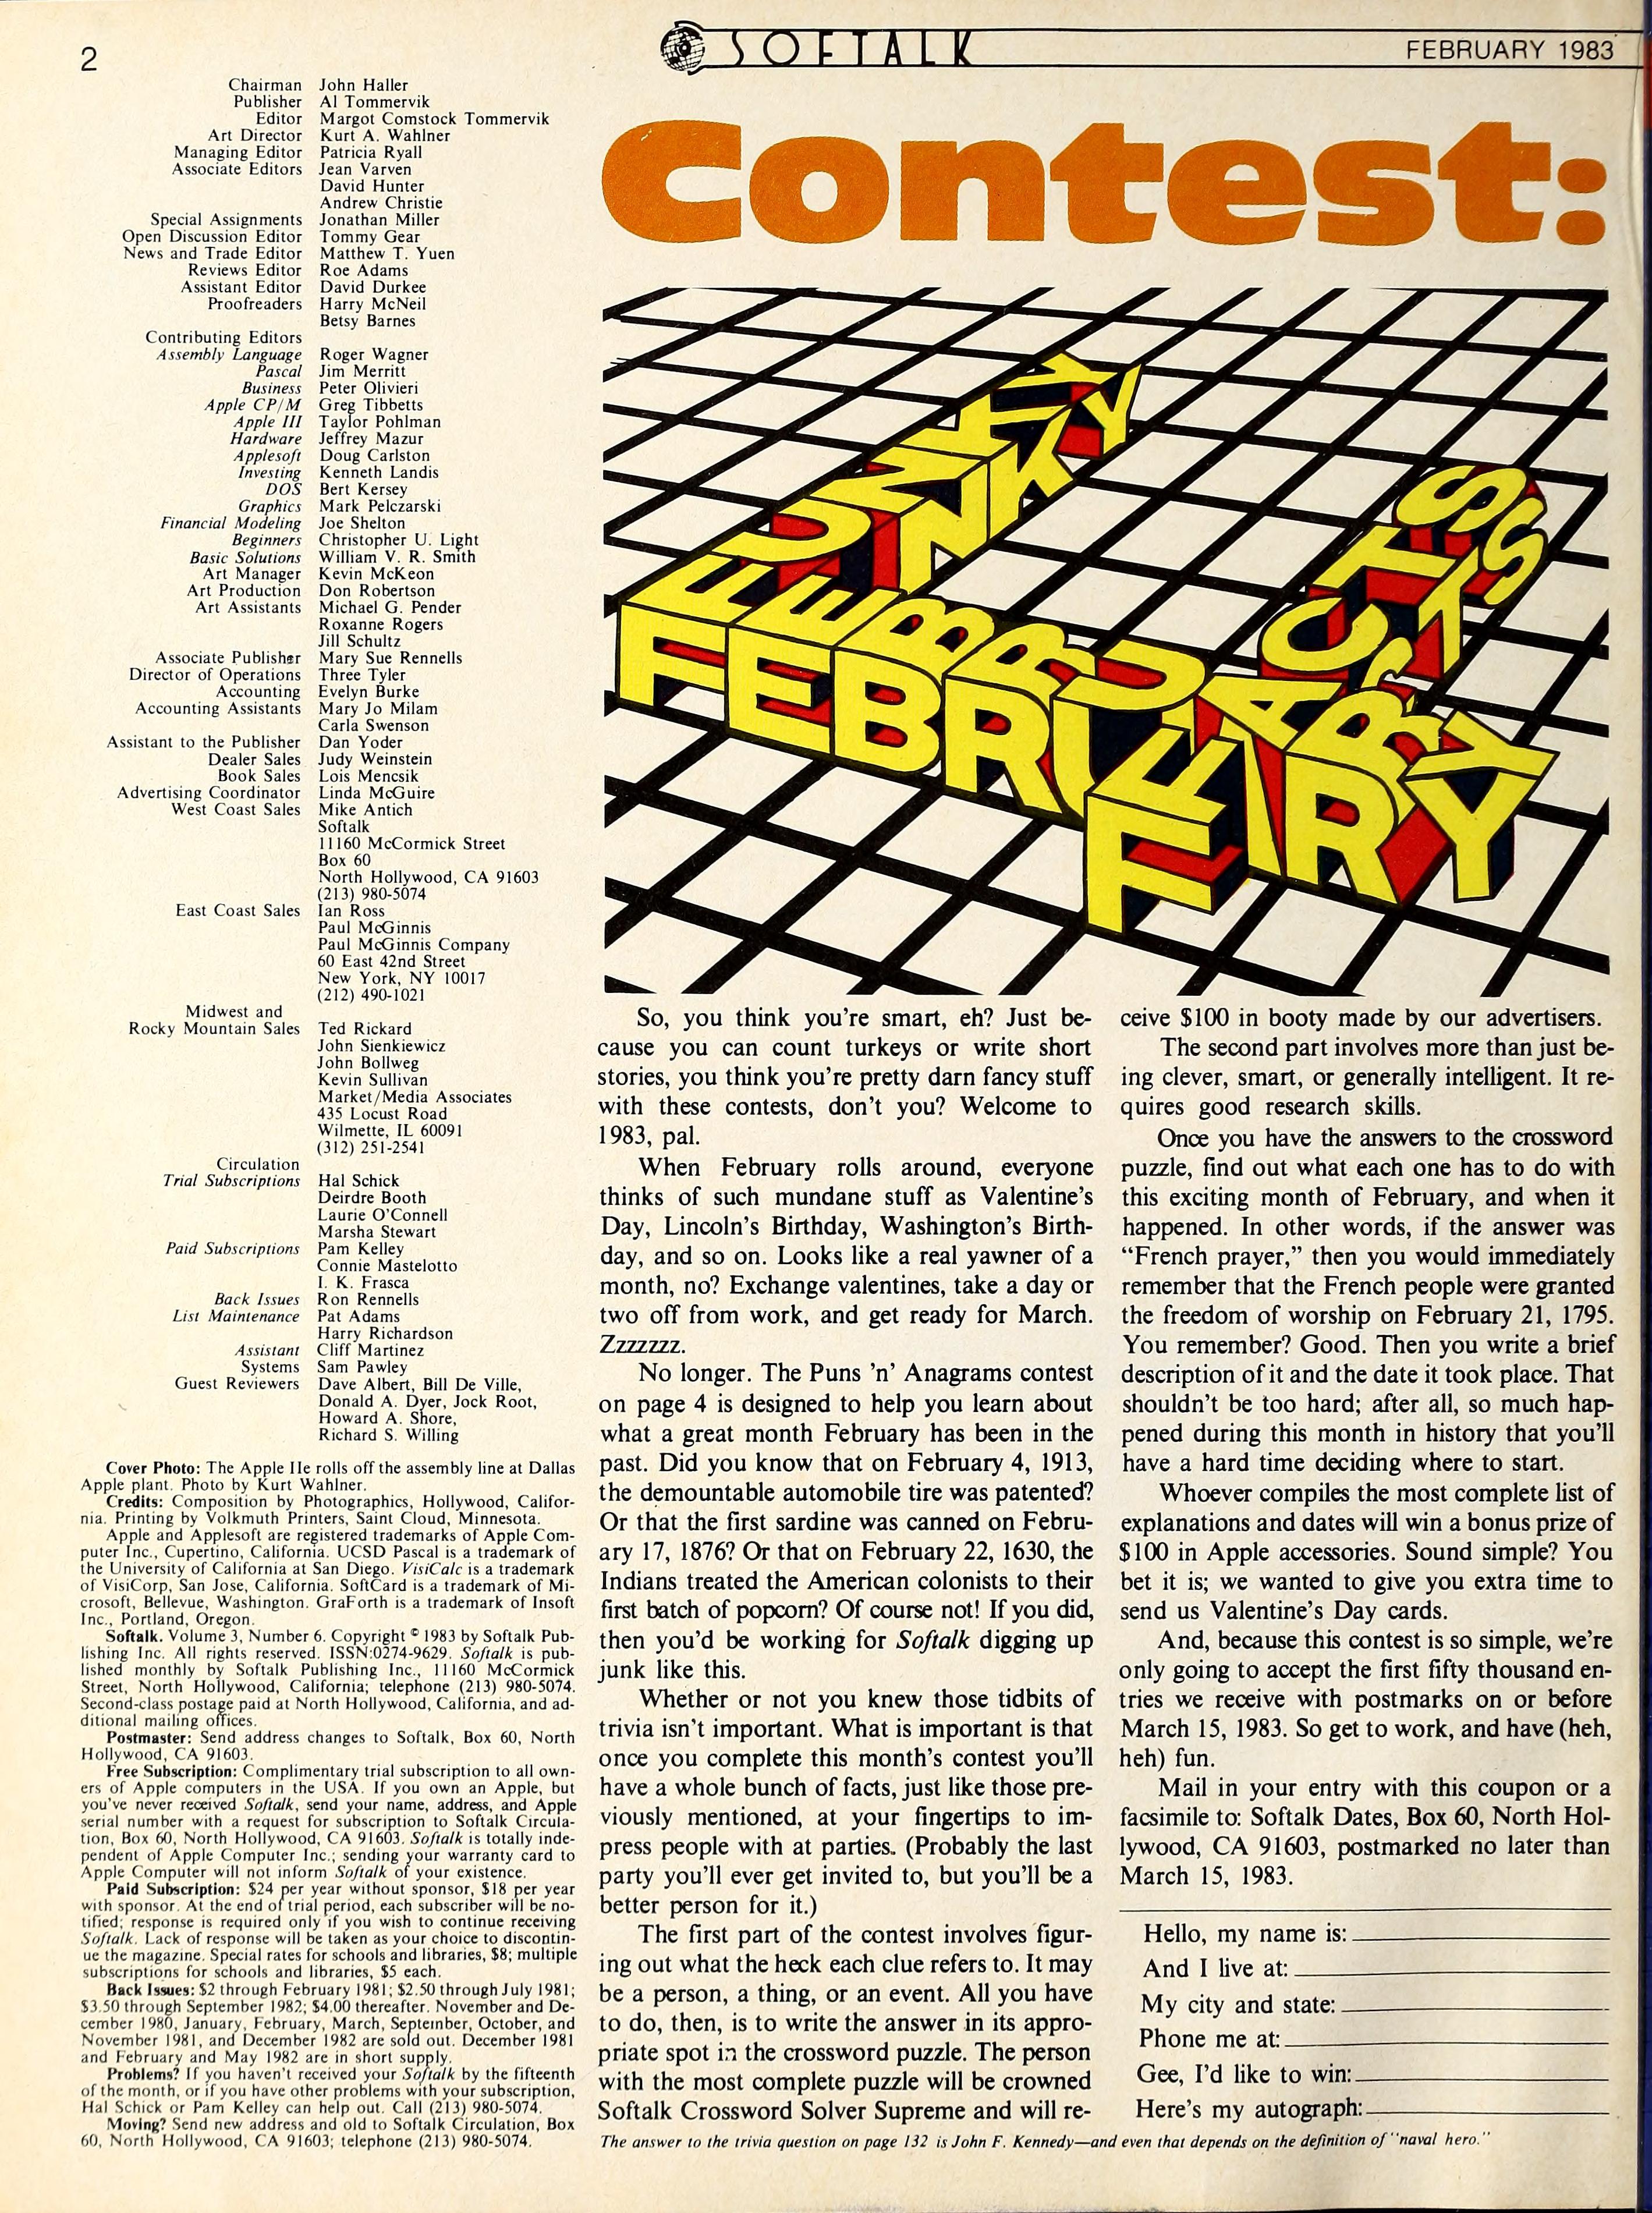 2
SOFTALK
FEBRUARY 1983
Chairman John Haller
Publisher Al Tommervik
Editor Margot Comstock Tommervik
Art Director Kurt A. Wahlner
Managing Editor Patricia Ryall
Associate Editors Jean Varven
David Hunter
Andrew Christie
Special Assignments Jonathan Miller
Open Discussion Editor Tommy Gear
News and Trade Editor Matthew T. Yuen
Reviews Editor Roe Adams
Assistant Editor David Durkee
Proofreaders Harry McNeil
Betsy Barnes
Contributing Editors
Assembly Language Roger Wagner
Pascal Jim Merritt
Business Peter Olivieri
Apple CP/M Greg Tibbetts
Apple III Taylor Pohlman
Hardware Jeffrey Mazur
Applesoft Doug Carlston
Investing Kenneth Landis
DOS Bert Kersey
Graphics Mark Pelczarski
Financial Modeling Joe Shelton
Beginners Christopher U. Light
Basic Solutions William V. R. Smith
Art Manager Kevin McKeon
Art Production Don Robertson
Art Assistants Michael G. Pender
Roxanne Rogers
Jill Schultz
Associate Publisher Mary Sue Rennells
Director of Operations Three Tyler
Accounting Evelyn Burke
Accounting Assistants Mary Jo Milam
Carla Swenson
Assistant to the Publisher Dan Yoder
Dealer Sales Judy Weinstein
Book Sales Lois Mencsik
Advertising Coordinator Linda McGuire
West Coast Sales Mike Antich
Softalk
11160 McCormick Street
Box 60
North Hollywood, CA 91603
(213) 980-5074
East Coast Sales Ian Ross
Paul McGinnis
Paul McGinnis Company
60 East 42nd Street
New York, NY 10017
(212) 490-1021
Midwest and
Rocky Mountain Sales Ted Rickard
John Sienkiewicz
John Bollweg
Kevin Sullivan
Market/Media Associates
435 Locust Road
Wilmette, IL 60091
(312) 251-2541
Circulation
Trial Subscriptions Hal Schick
Deirdre Booth
Laurie O'Connell
Marsha Stewart
Paid Subscriptions Pam Kelley
Connie Mastelotto
I. K. Frasca
Back Issues Ron Rennells
List Maintenance Pat Adams
Harry Richardson
Assistant Cliff Martinez
Systems Sam Pawley
Guest Reviewers Dave Albert, Bill De Ville,
Donald A. Dyer, Jock Root,
Howard A. Shore,
Richard S. Willing
Cover Photo: The Apple IIe rolls off the assembly line at Dallas
Apple plant. Photo by Kurt Wahlner.
Credits: Composition by Photographics, Hollywood, Califor-
nia. Printing by Volkmuth Printers, Saint Cloud, Minnesota.
Apple and Applesoft are registered trademarks of Apple Com-
puter Inc., Cupertino, California. UCSD Pascal is a trademark of
the University of California at San Diego. VisiCalc is a trademark
of VisiCorp, San Jose, California. SoftCard is a trademark of Mi-
crosoft, Bellevue, Washington. GraForth is a trademark of Insoft
Inc., Portland, Oregon.
Softalk. Volume 3, Number 6. Copyright © 1983 by Softalk Pub-
lishing Inc. All rights reserved. ISSN:0274-9629. Softalk is pub-
lished monthly by Softalk Publishing Inc., 11160 McCormick
Street, North Hollywood, California; telephone (213) 980-5074.
Second-class postage paid at North Hollywood, California, and ad-
ditional mailing offices.
Postmaster: Send address changes to Softalk, Box 60, North
Hollywood, CA 91603.
Free Subscription: Complimentary trial subscription to all own-
ers of Apple computers in the USA. If you own an Apple, but
you've never received Softalk, send your name, address, and Apple
serial number with a request for subscription to Softalk Circula-
tion, Box 60, North Hollywood, CA 91603. Softalk is totally inde-
pendent of Apple Computer Inc.; sending your warranty card to
Apple Computer will not inform Softalk of your existence.
Paid Subscription: $24 per year without sponsor, $18 per year
with sponsor. At the end of trial period, each subscriber will be no-
tified; response is required only if you wish to continue receiving
Softalk. Lack of response will be taken as your choice to discontin-
ue the magazine. Special rates for schools and libraries, $8; multiple
subscriptions for schools and libraries, $5 each.
Back Issues: $2 through February 1981; $2.50 through July 1981;
$3.50 through September 1982; $4.00 thereafter. November and De-
cember 1980, January, February, March, September, October, and
November 1981, and December 1982 are sold out. December 1981
and February and May 1982 are in short supply.
Problems? If you haven't received your Softalk by the fifteenth
of the month, or if you have other problems with your subscription,
Hal Schick or Pam Kelley can help out. Call (213) 980-5074.
Moving? Send new address and old to Softalk Circulation, Box
60, North Hollywood, CA 91603; telephone (213) 980-5074.
Contest:
FUNKY
FEBRUARY
FACTS
So, you think you're smart, eh? Just be-
cause you can count turkeys or write short
stories, you think you're pretty darn fancy stuff
with these contests, don't you? Welcome to
1983, pal.
When February rolls around, everyone
thinks of such mundane stuff as Valentine's
Day, Lincoln's Birthday, Washington's Birth-
day, and so on. Looks like a real yawner of a
month, no? Exchange valentines, take a day or
two off from work, and get ready for March.
Zzzzzzz.
No longer. The Puns 'n' Anagrams contest
on page 4 is designed to help you learn about
what a great month February has been in the
past. Did you know that on February 4, 1913,
the demountable automobile tire was patented?
Or that the first sardine was canned on Febru-
ary 17, 1876? Or that on February 22, 1630, the
Indians treated the American colonists to their
first batch of popcorn? Of course not! If you did,
then you'd be working for Softalk digging up
junk like this.
Whether or not you knew those tidbits of
trivia isn't important. What is important is that
once you complete this month's contest you'll
have a whole bunch of facts, just like those pre-
viously mentioned, at your fingertips to im-
press people with at parties. (Probably the last
party you'll ever get invited to, but you'll be a
better person for it.)
The first part of the contest involves figur-
ing out what the heck each clue refers to. It may
be a person, a thing, or an event. All you have
to do, then, is to write the answer in its appro-
priate spot in the crossword puzzle. The person
with the most complete puzzle will be crowned
Softalk Crossword Solver Supreme and will re-
ceive $100 in booty made by our advertisers.
The second part involves more than just be-
ing clever, smart, or generally intelligent. It re-
quires good research skills.
Once you have the answers to the crossword
puzzle, find out what each one has to do with
this exciting month of February, and when it
happened. In other words, if the answer was
"French prayer," then you would immediately
remember that the French people were granted
the freedom of worship on February 21, 1795.
You remember? Good. Then you write a brief
description of it and the date it took place. That
shouldn't be too hard; after all, so much hap-
pened during this month in history that you'll
have a hard time deciding where to start.
Whoever compiles the most complete list of
explanations and dates will win a bonus prize of
$100 in Apple accessories. Sound simple? You
bet it is; we wanted to give you extra time to
send us Valentine's Day cards.
And, because this contest is so simple, we're
only going to accept the first fifty thousand en-
tries we receive with postmarks on or before
March 15, 1983. So get to work, and have (heh,
heh) fun.
Mail in your entry with this coupon or a
facsimile to: Softalk Dates, Box 60, North Hol-
lywood, CA 91603, postmarked no later than
March 15, 1983.
Hello, my name is:
And I live at:
My city and state:
Phone me at:
Gee, I'd like to win:
Here's my autograph:
The answer to the trivia question on page 132 is John F. Kennedy—and even that depends on the definition of "naval hero."